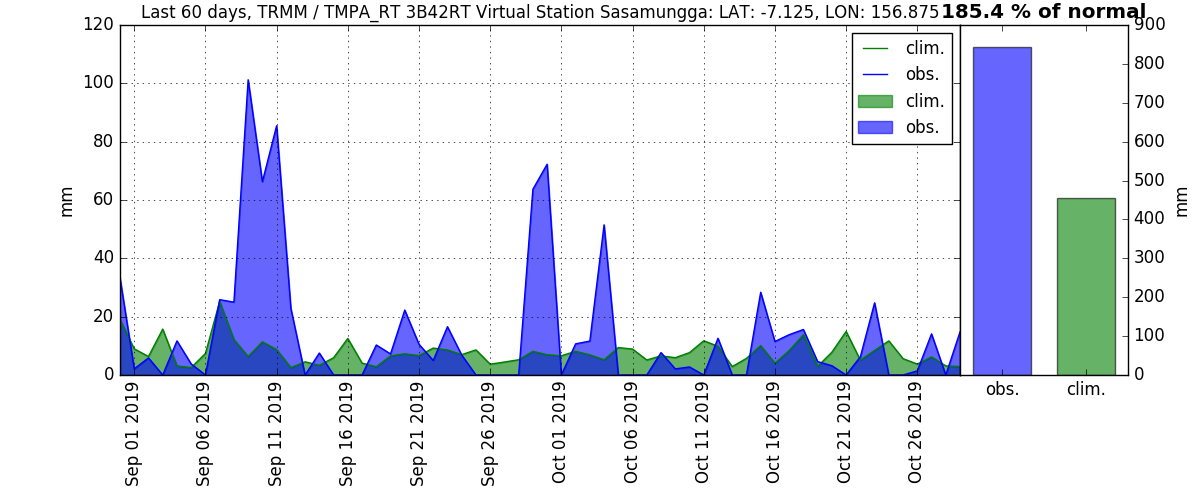 Last 60 days, TRMM / TMPA_RT 3B42RT Virtual Station Sasamungga: LAT: -7.125, LON: 156.875
185.4 % of normal
mm
120
100
80
60
40
20
0
Sep 01 2019
Sep 06 2019
Sep 11 2019
Sep 16 2019
Sep 21 2019
Sep 26 2019
Oct 01 2019
Oct 06 2019
Oct 11 2019
Oct 16 2019
Oct 21 2019
Oct 26 2019
clim.
obs.
clim.
obs.
900
800
700
600
500
400
300
200
100
0
mm
obs.
clim.